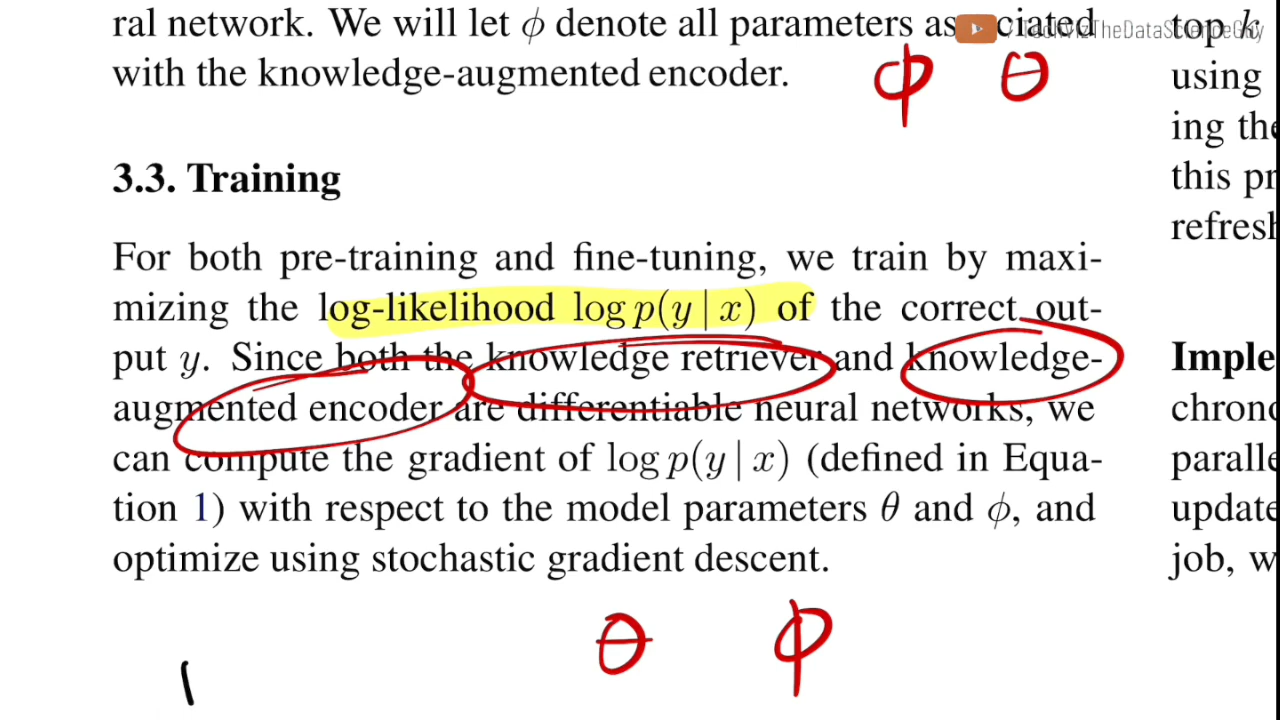 ral network. We will let ϕ denote all parameters associated
with the knowledge-augmented encoder.
ϕ θ
3.3. Training
For both pre-training and fine-tuning, we train by maxi-
mizing the log-likelihood log p(y | x) of the correct out-
put y. Since both the knowledge retriever and knowledge-
augmented encoder are differentiable neural networks, we
can compute the gradient of log p(y | x) (defined in Equa-
tion 1) with respect to the model parameters θ and ϕ, and
optimize using stochastic gradient descent.
θ ϕ
/ TechVizTheDataScienceGuy
top k
using
ing the
this pr
refresh
Imple
chrono
paralle
update
job, w